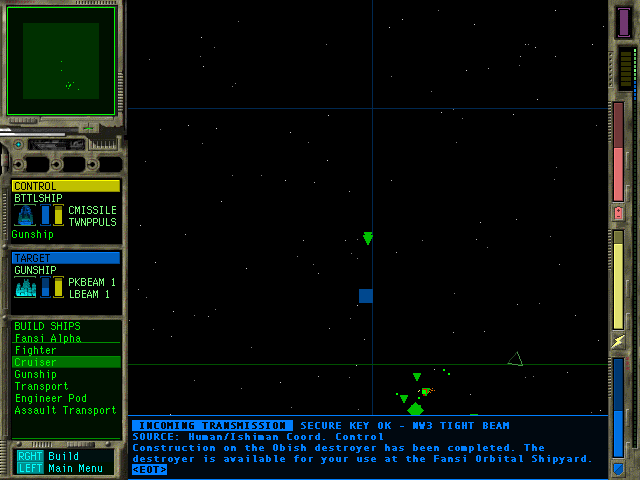 CONTROL
BTTLSHIP
CMISSILE
TWNPPULS
Gunship
TARGET
GUNSHIP
PKBEAM 1
LBEAM 1
BUILD SHIPS
Fansi Alpha
Fighter
Cruiser
Gunship
Transport
Engineer Pod
Assault Transport
RGHT Build
LEFT Main Menu
INCOMING TRANSMISSION SECURE KEY OK - NW3 TIGHT BEAM
SOURCE: Human/Ishiman Coord. Control
Construction on the Obish destroyer has been completed. The
destroyer is available for your use at the Fansi Orbital Shipyard.
<EOT>